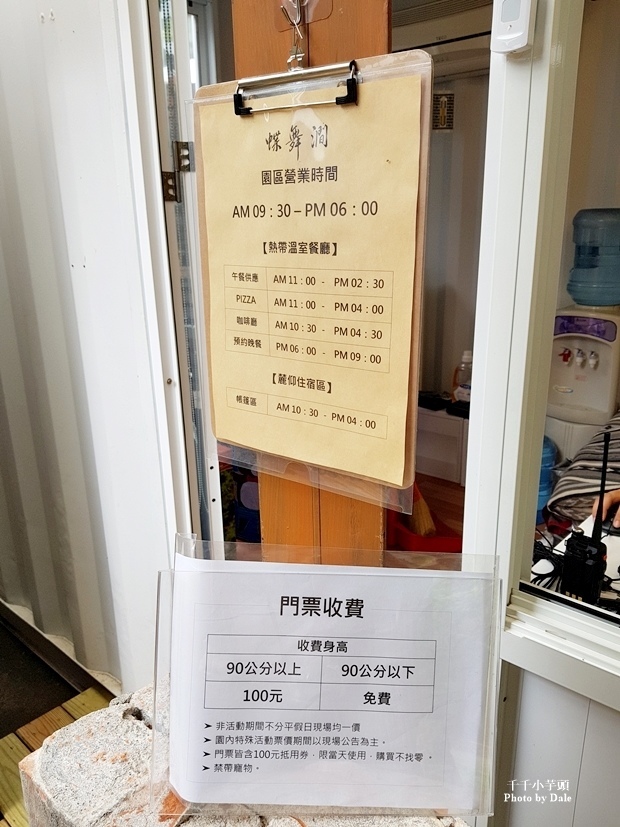 蝶舞澗
園區營業時間
AM 09：30 – PM 06：00
【熱帶溫室餐廳】
午餐供應 AM 11：00 - PM 02：30
PIZZA AM 11：00 - PM 04：00
咖啡廳 AM 10：30 - PM 04：30
預約晚餐 PM 06：00 - PM 09：00
【麓仰住宿區】
帳篷區 AM 10：30 - PM 04：00
門票收費
收費身高
90公分以上 90公分以下
100元 免費
➤ 非活動期間不分平假日現場均一價
➤ 園內特殊活動票價期間以現場公告為主。
➤ 門票皆含100元抵用券﹐限當天使用﹐購買不找零。
➤ 禁帶寵物。
千千小芋頭
Photo by Dale